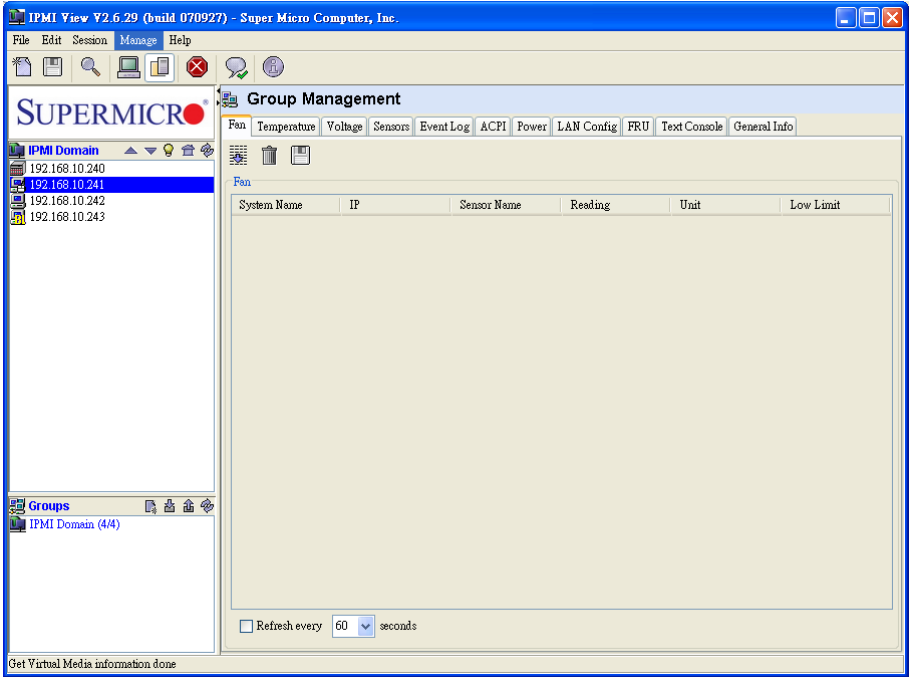 IPMI View V2.6.29 (build 070927) - Super Micro Computer, Inc.
File Edit Session Manage Help
SUPERMICRO
Group Management
Fan Temperature Voltage Sensors Event Log ACPI Power LAN Config FRU Text Console General Info
IPMI Domain
192.168.10.240
192.168.10.241
192.168.10.242
192.168.10.243
Fan
System Name IP Sensor Name Reading Unit Low Limit
Groups
IPMI Domain (4/4)
Refresh every 60 seconds
Get Virtual Media information done